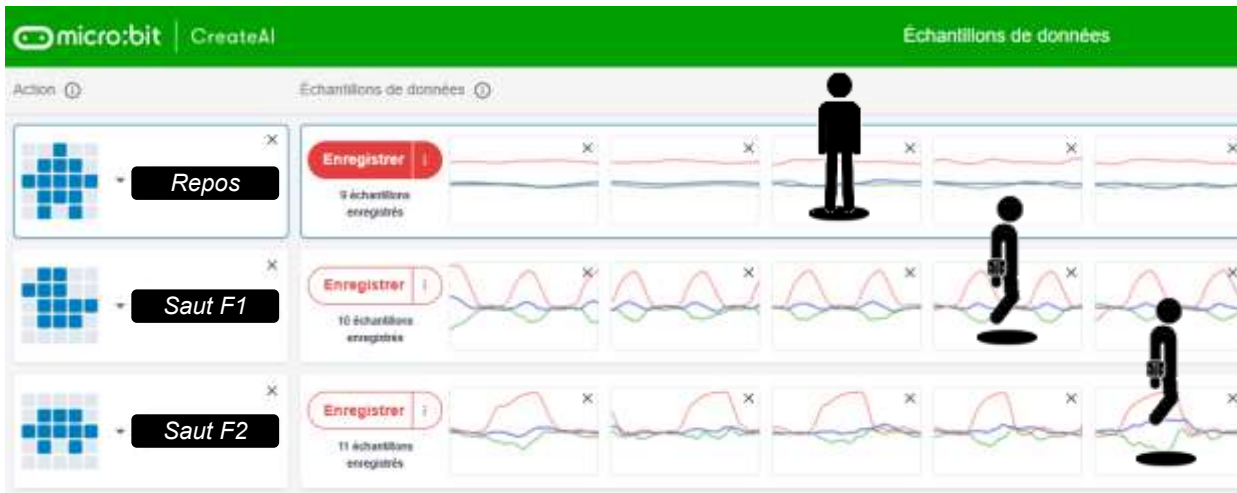 micro:bit CreateAI
Échantillons de données
Action
Échantillons de données
Repos
Enregistrer
9 échantillons
enregistrés
Saut F1
Enregistrer
10 échantillons
enregistrés
Saut F2
Enregistrer
11 échantillons
enregistrés